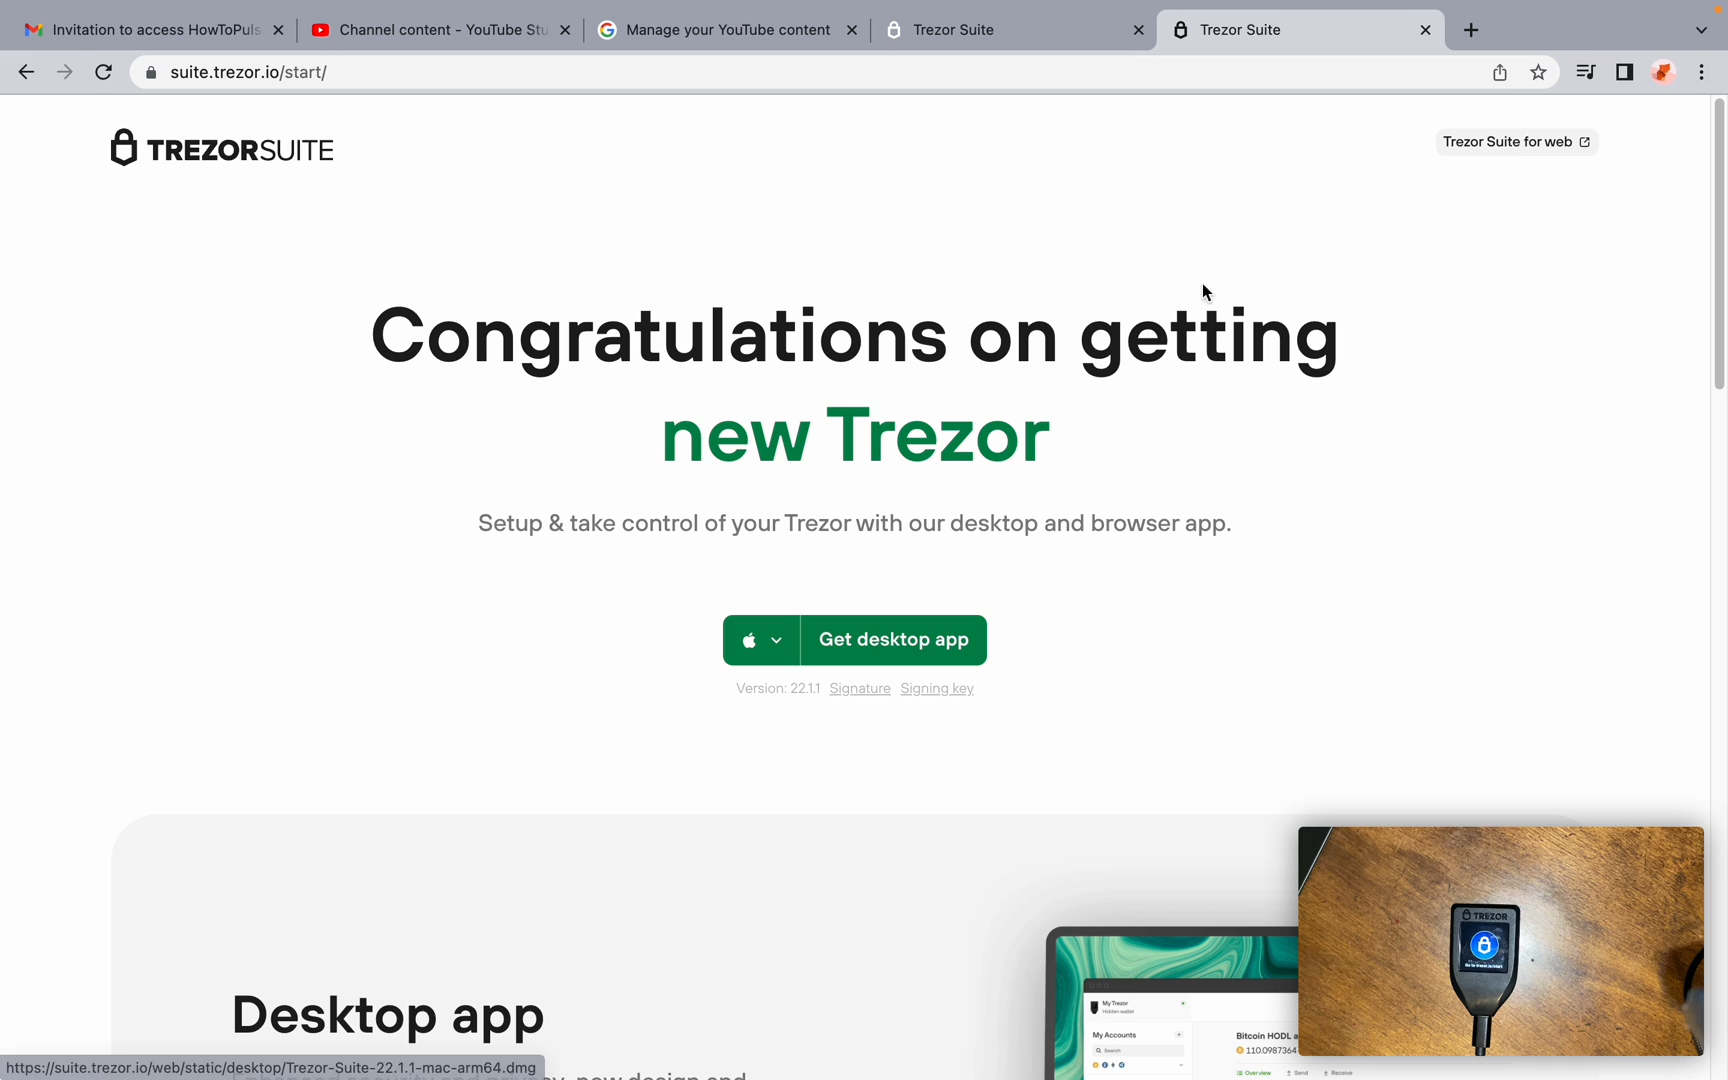 Invitation to access HowToPuls
Channel content - YouTube Stu
Manage your YouTube content
Trezor Suite
Trezor Suite
suite.trezor.io/start/
TREZORSUITE
Trezor Suite for web
Congratulations on getting
new Trezor
Setup & take control of your Trezor with our desktop and browser app.
Get desktop app
Version: 22.1.1 Signature Signing key
Desktop app
My Trezor
Hidden wallet
My Accounts
Search
Bitcoin HODL a
110.0987364
Overview Send Receive
TREZOR
Go to trezor.io/start
https://suite.trezor.io/web/static/desktop/Trezor-Suite-22.1.1-mac-arm64.dmg